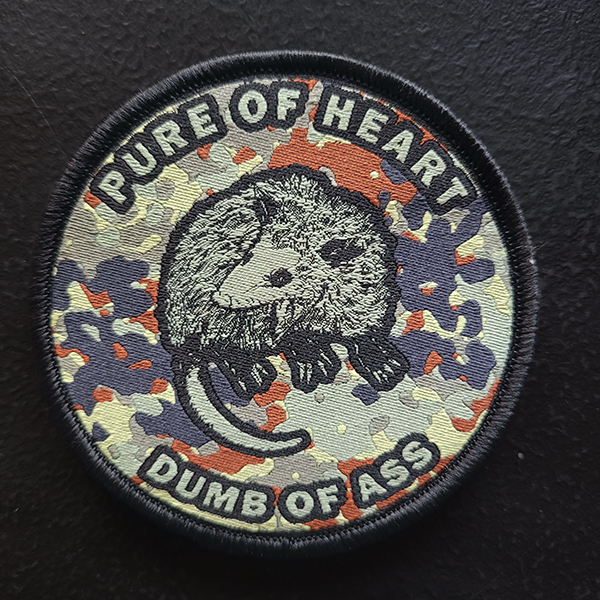 PURE OF HEART
DUMB OF ASS